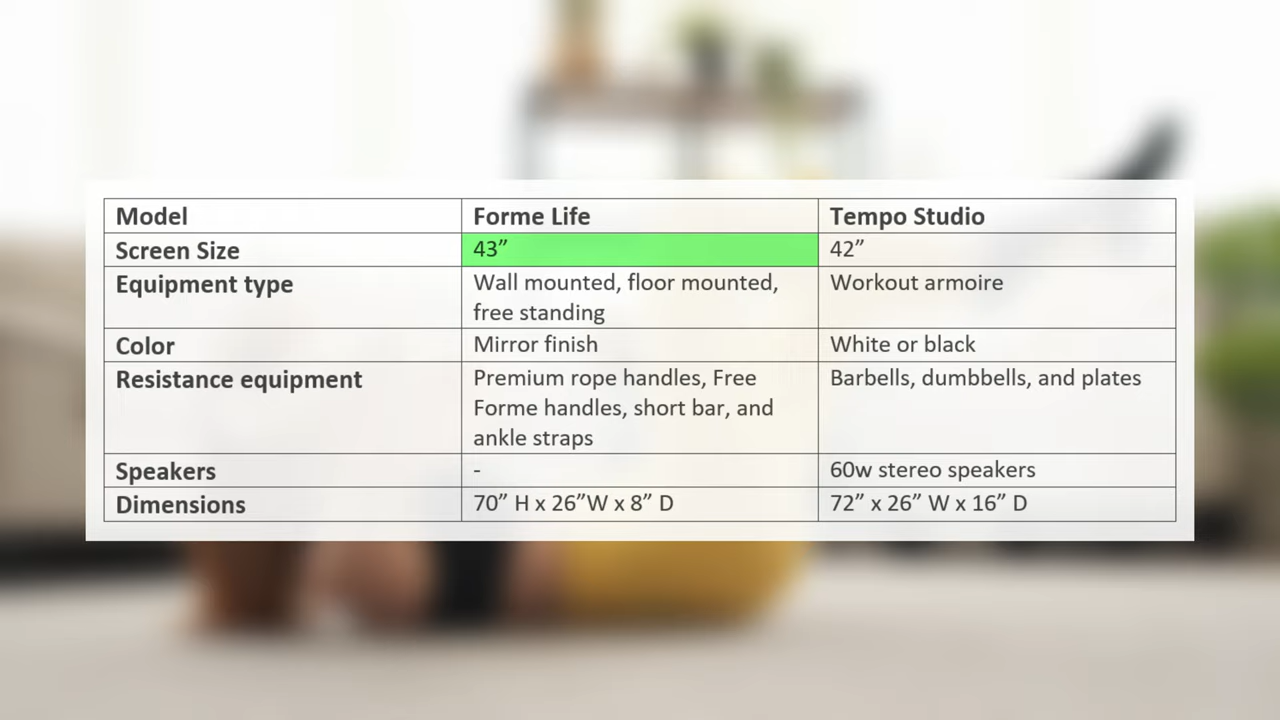 Model Forme Life Tempo Studio
Screen Size 43” 42”
Equipment type Wall mounted, floor mounted, Workout armoire
free standing
Color Mirror finish White or black
Resistance equipment Premium rope handles, Free Barbells, dumbbells, and plates
Forme handles, short bar, and
ankle straps
Speakers - 60w stereo speakers
Dimensions 70” H x 26”W x 8” D 72” x 26” W x 16” D